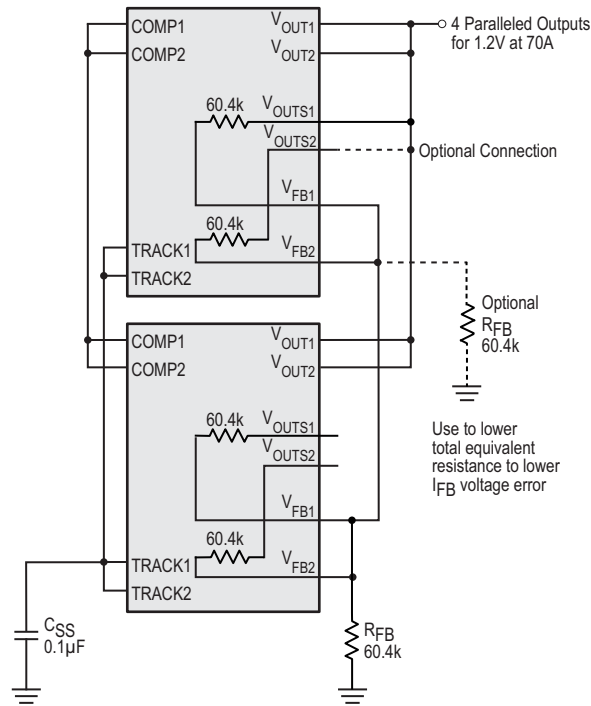 COMP1
COMP2
VOUT1
VOUT2
4 Paralleled Outputs
for 1.2V at 70A
60.4k
VOUTS1
VOUTS2
Optional Connection
VFB1
60.4k
VFB2
TRACK1
TRACK2
Optional
RFB
60.4k
COMP1
COMP2
VOUT1
VOUT2
Use to lower
total equivalent
resistance to lower
IFB voltage error
60.4k
VOUTS1
VOUTS2
VFB1
60.4k
VFB2
TRACK1
TRACK2
CSS
0.1µF
RFB
60.4k